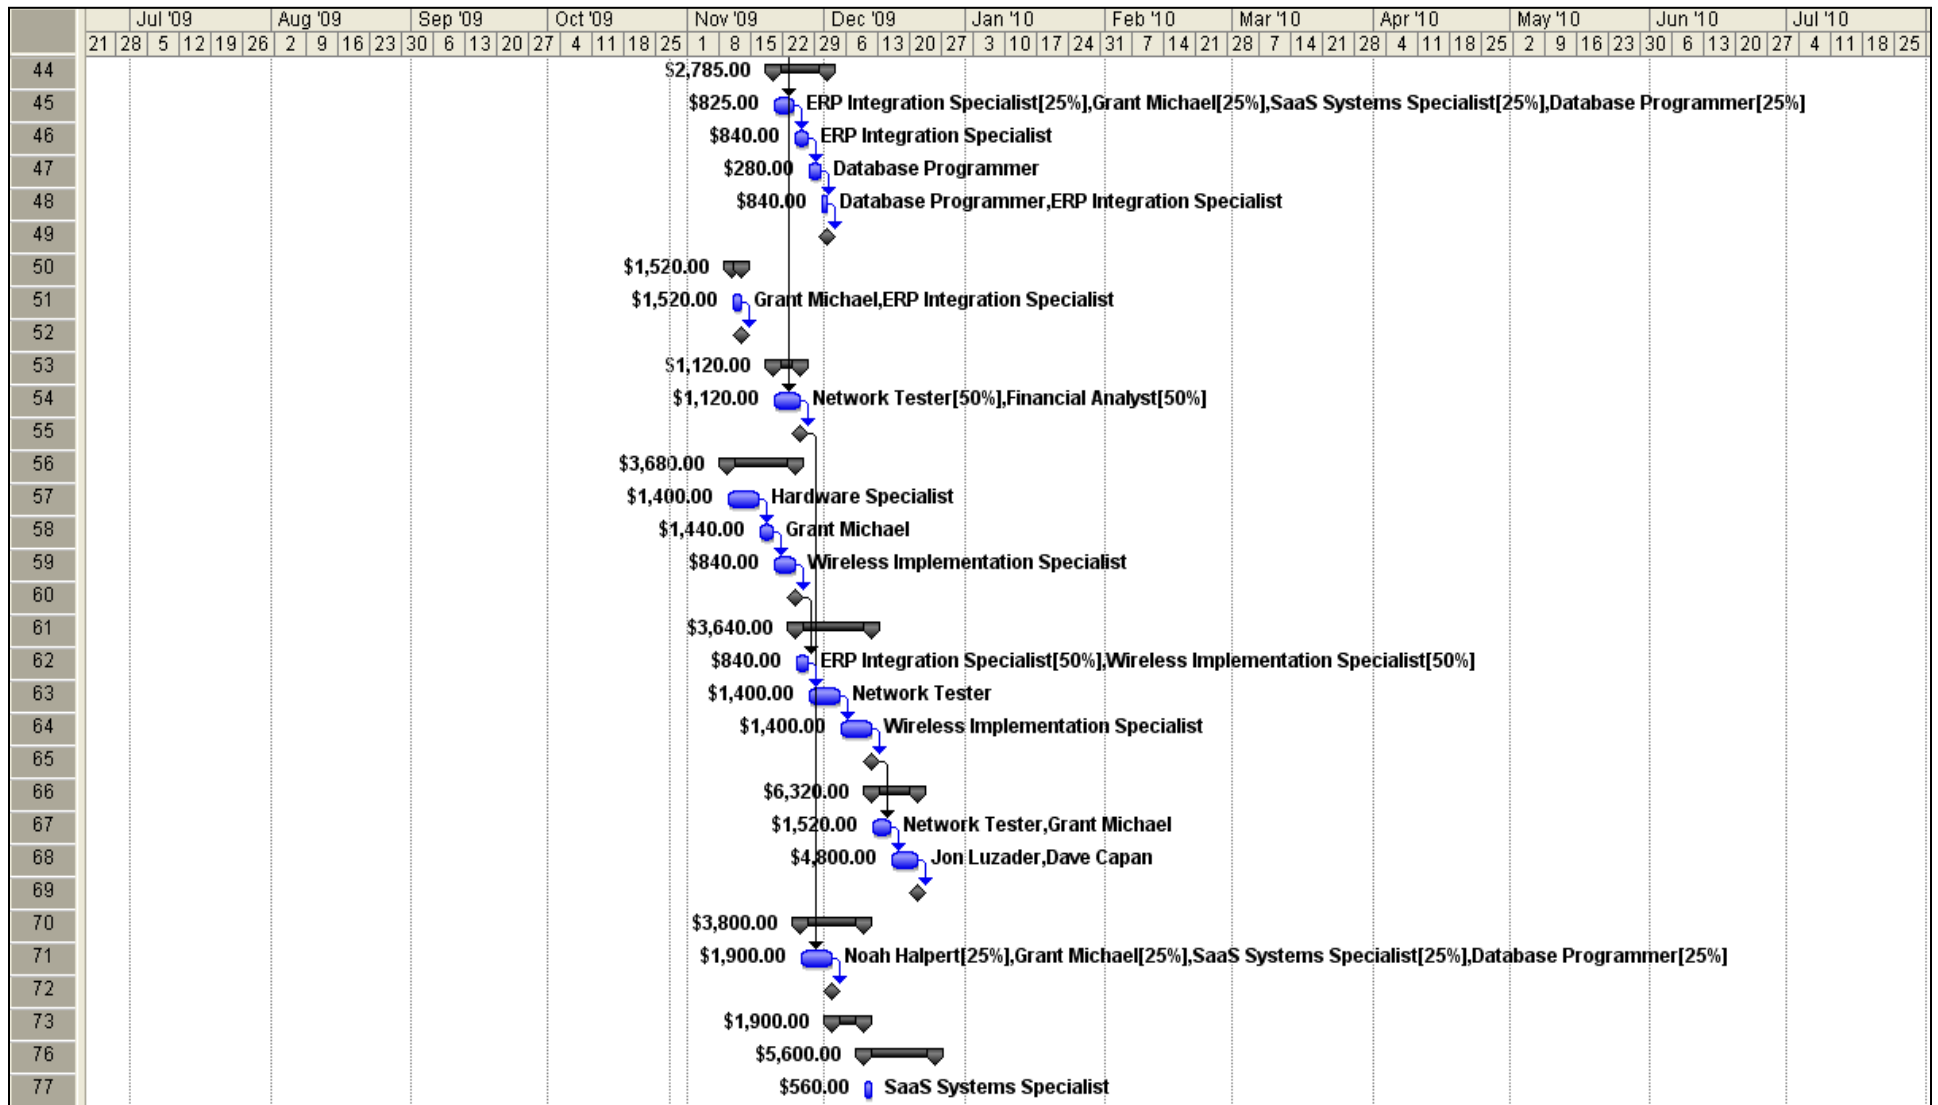 Jul '09 Aug '09 Sep '09 Oct '09 Nov '09 Dec '09 Jan '10 Feb '10 Mar '10 Apr '10 May '10 Jun '10 Jul '10
21 28 5 12 19 26 2 9 16 23 30 6 13 20 27 4 11 18 25 1 8 15 22 29 6 13 20 27 3 10 17 24 31 7 14 21 28 7 14 21 28 4 11 18 25 2 9 16 23 30 6 13 20 27 4 11 18 25
44 $2,785.00
45 $825.00 ERP Integration Specialist[25%],Grant Michael[25%],SaaS Systems Specialist[25%],Database Programmer[25%]
46 $840.00 ERP Integration Specialist
47 $280.00 Database Programmer
48 $840.00 Database Programmer,ERP Integration Specialist
49
50 $1,520.00
51 $1,520.00 Grant Michael,ERP Integration Specialist
52
53 $1,120.00
54 $1,120.00 Network Tester[50%],Financial Analyst[50%]
55
56 $3,680.00
57 $1,400.00 Hardware Specialist
58 $1,440.00 Grant Michael
59 $840.00 Wireless Implementation Specialist
60
61 $3,640.00
62 $840.00 ERP Integration Specialist[50%],Wireless Implementation Specialist[50%]
63 $1,400.00 Network Tester
64 $1,400.00 Wireless Implementation Specialist
65
66 $6,320.00
67 $1,520.00 Network Tester,Grant Michael
68 $4,800.00 Jon Luzader,Dave Capan
69
70 $3,800.00
71 $1,900.00 Noah Halpert[25%],Grant Michael[25%],SaaS Systems Specialist[25%],Database Programmer[25%]
72
73 $1,900.00
76 $5,600.00
77 $560.00 SaaS Systems Specialist